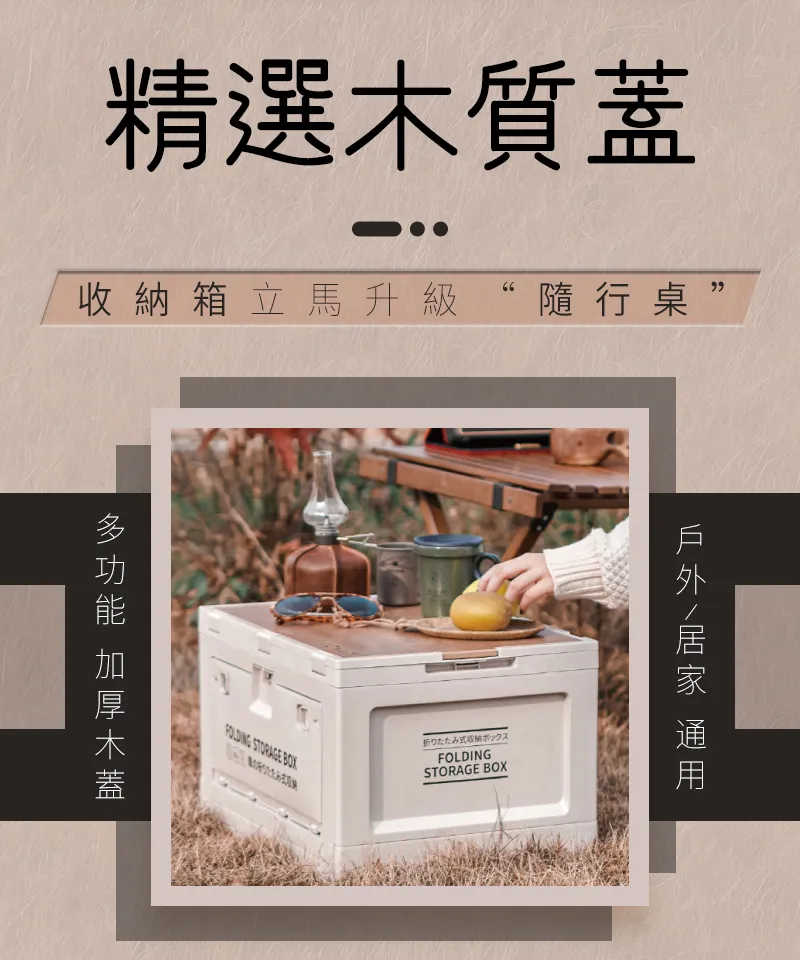 精選木質蓋
收納箱立馬升級“隨行桌”
多功能 加厚木蓋
戶外/居家 通用
FOLDING STORAGE BOX
折りたたみ式収納ボックス
FOLDING
STORAGE BOX